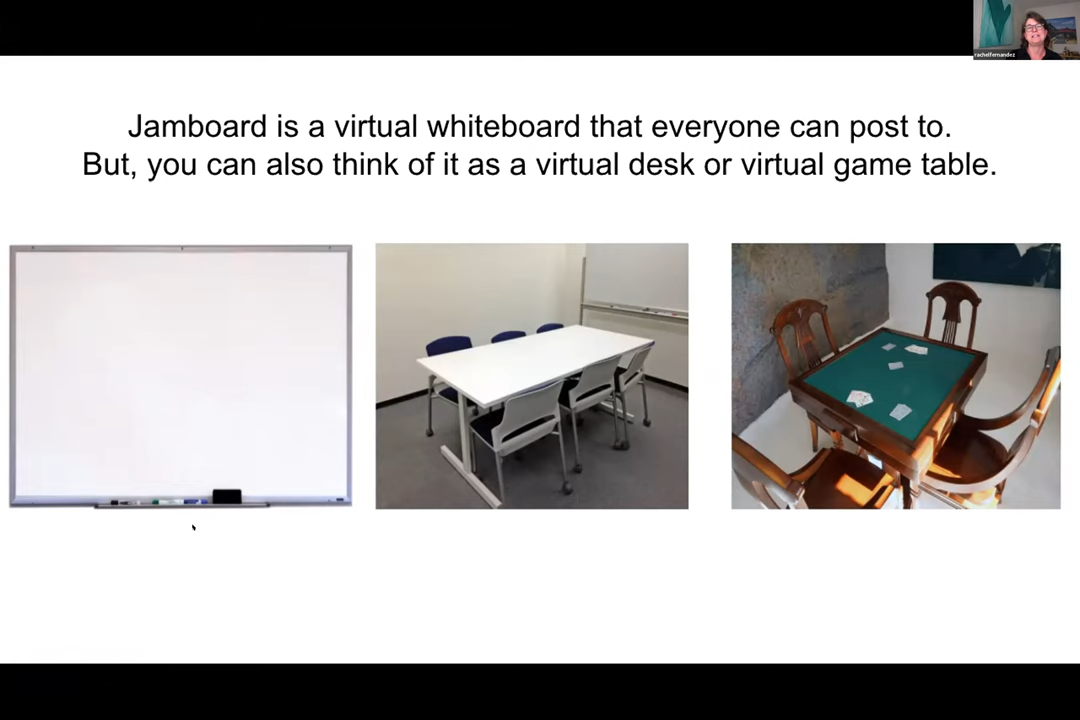 rachelfernandez
Jamboard is a virtual whiteboard that everyone can post to.
But, you can also think of it as a virtual desk or virtual game table.